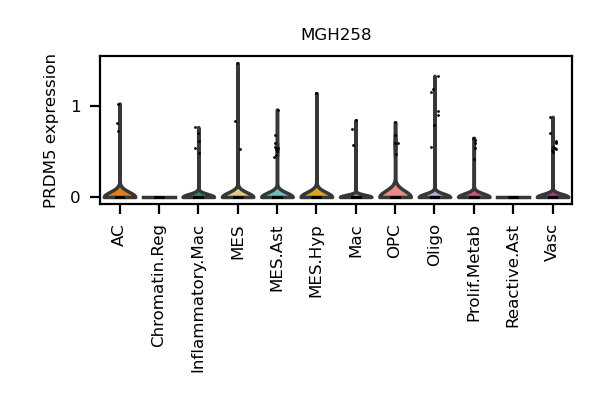 MGH258
PRDM5 expression
1
0
AC
Chromatin.Reg
Inflammatory.Mac
MES
MES.Ast
MES.Hyp
Mac
OPC
Oligo
Prolif.Metab
Reactive.Ast
Vasc